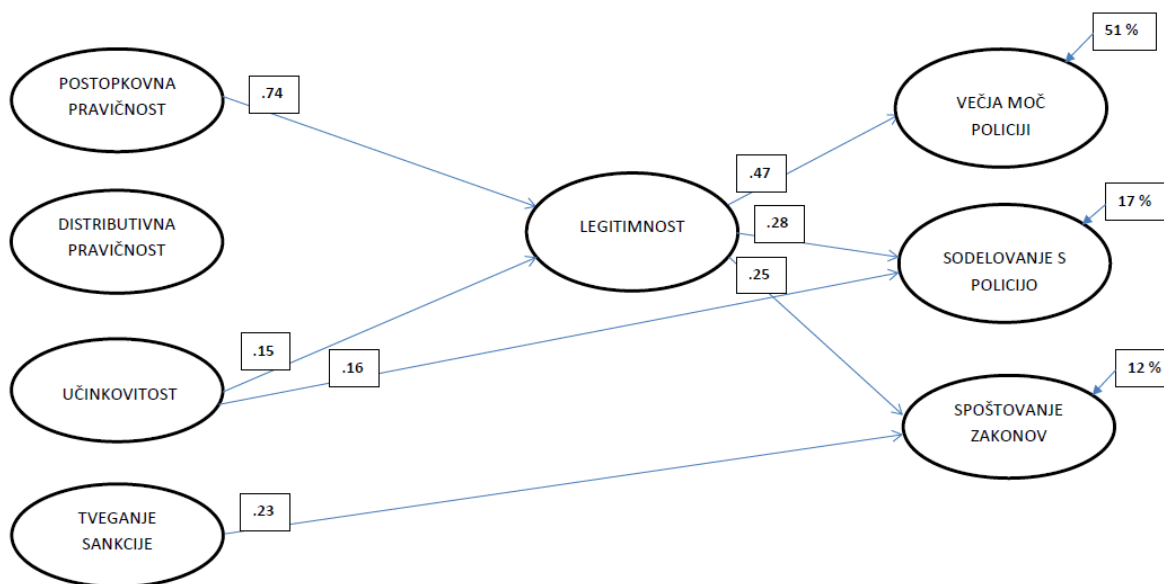 POSTOPKOVNA
PRAVIČNOST
.74
DISTRIBUTIVNA
PRAVIČNOST
UČINKOVITOST
.15
.16
TVEGANJE
SANKCIJE
.23
LEGITIMNOST
.47
.28
.25
51 %
VEČJA MOČ
POLICIJI
17 %
SODELOVANJE S
POLICIJO
12 %
SPOŠTOVANJE
ZAKONOV